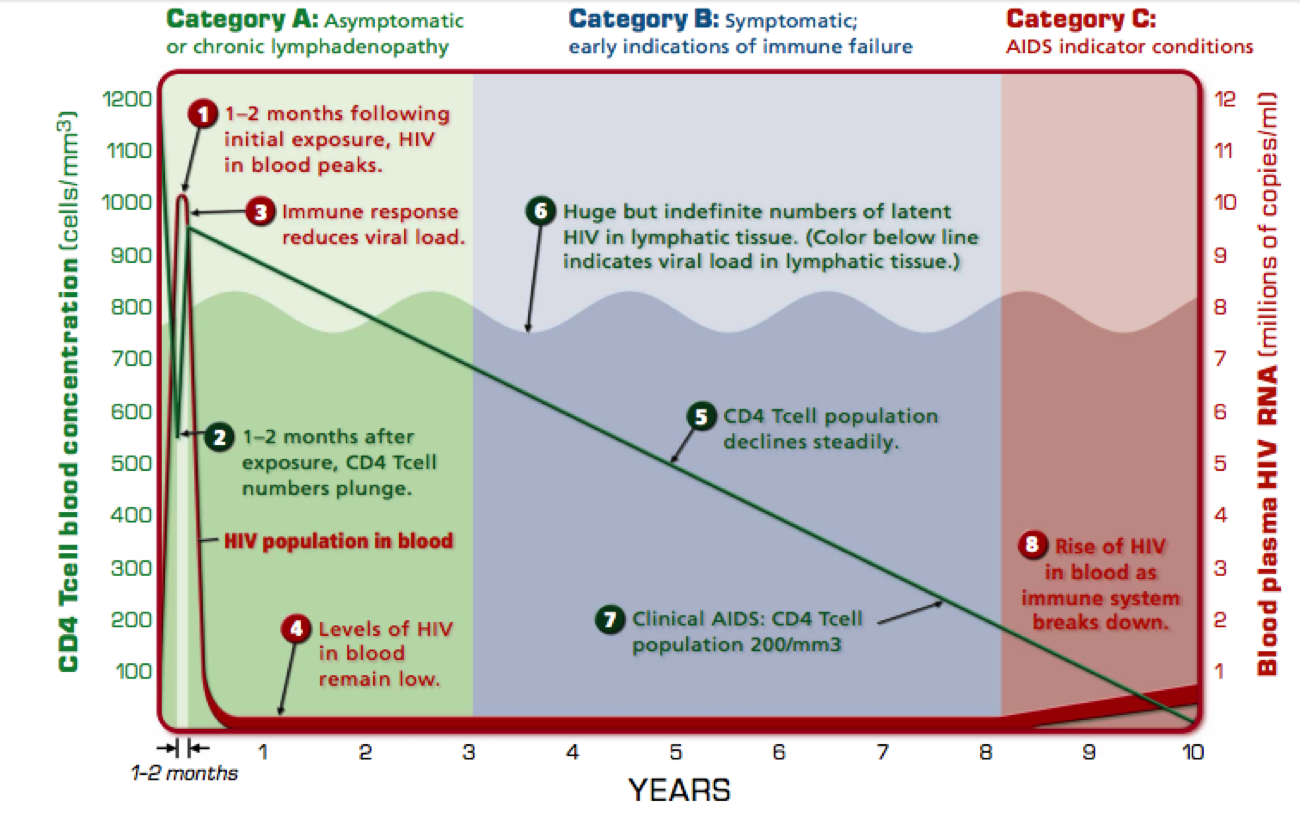 Category A: Asymptomatic
or chronic lymphadenopathy
Category B: Symptomatic;
early indications of immune failure
Category C:
AIDS indicator conditions
CD4 Tcell blood concentration (cells/mm³)
1200
1100
1000
900
800
700
600
500
400
300
200
100
1 1–2 months following
initial exposure, HIV
in blood peaks.
3 Immune response
reduces viral load.
6 Huge but indefinite numbers of latent
HIV in lymphatic tissue. (Color below line
indicates viral load in lymphatic tissue.)
5 CD4 Tcell population
declines steadily.
2 1–2 months after
exposure, CD4 Tcell
numbers plunge.
HIV population in blood
4 Levels of HIV
in blood
remain low.
7 Clinical AIDS: CD4 Tcell
population 200/mm3
8 Rise of HIV
in blood as
immune system
breaks down.
12
11
10
9
8
7
6
5
4
3
2
1
Blood plasma HIV RNA (millions of copies/ml)
1 2 3 4 5 6 7 8 9 10
1–2 months
YEARS